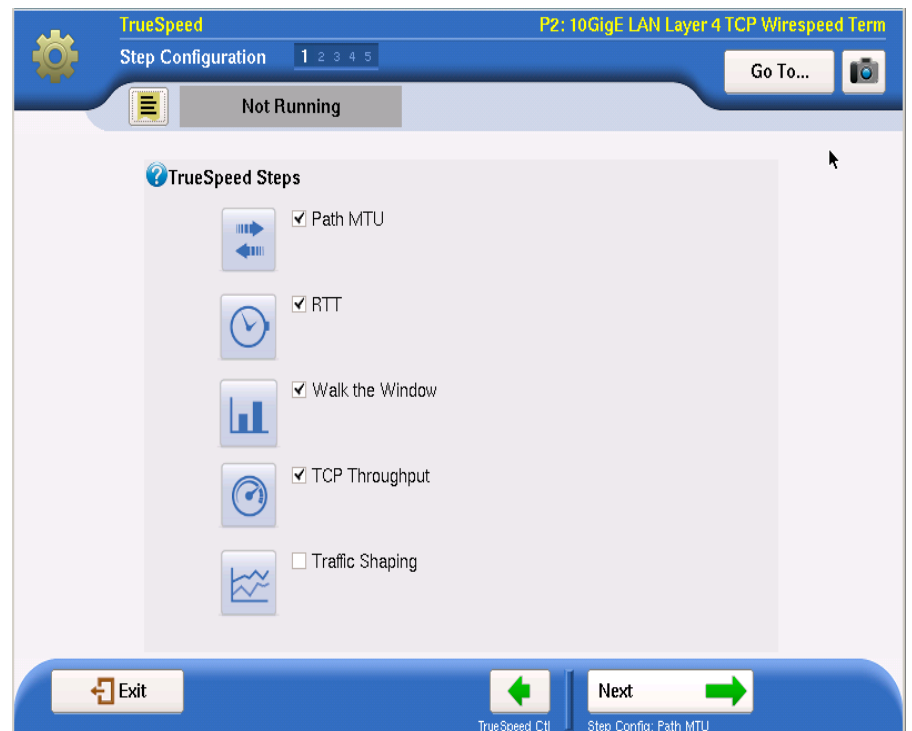 TrueSpeed
P2: 10GigE LAN Layer 4 TCP Wirespeed Term
Step Configuration 1 2 3 4 5
Go To...
Not Running
TrueSpeed Steps
Path MTU
RTT
Walk the Window
TCP Throughput
Traffic Shaping
Exit
Next
TrueSpeed Ctl
Step Config: Path MTU